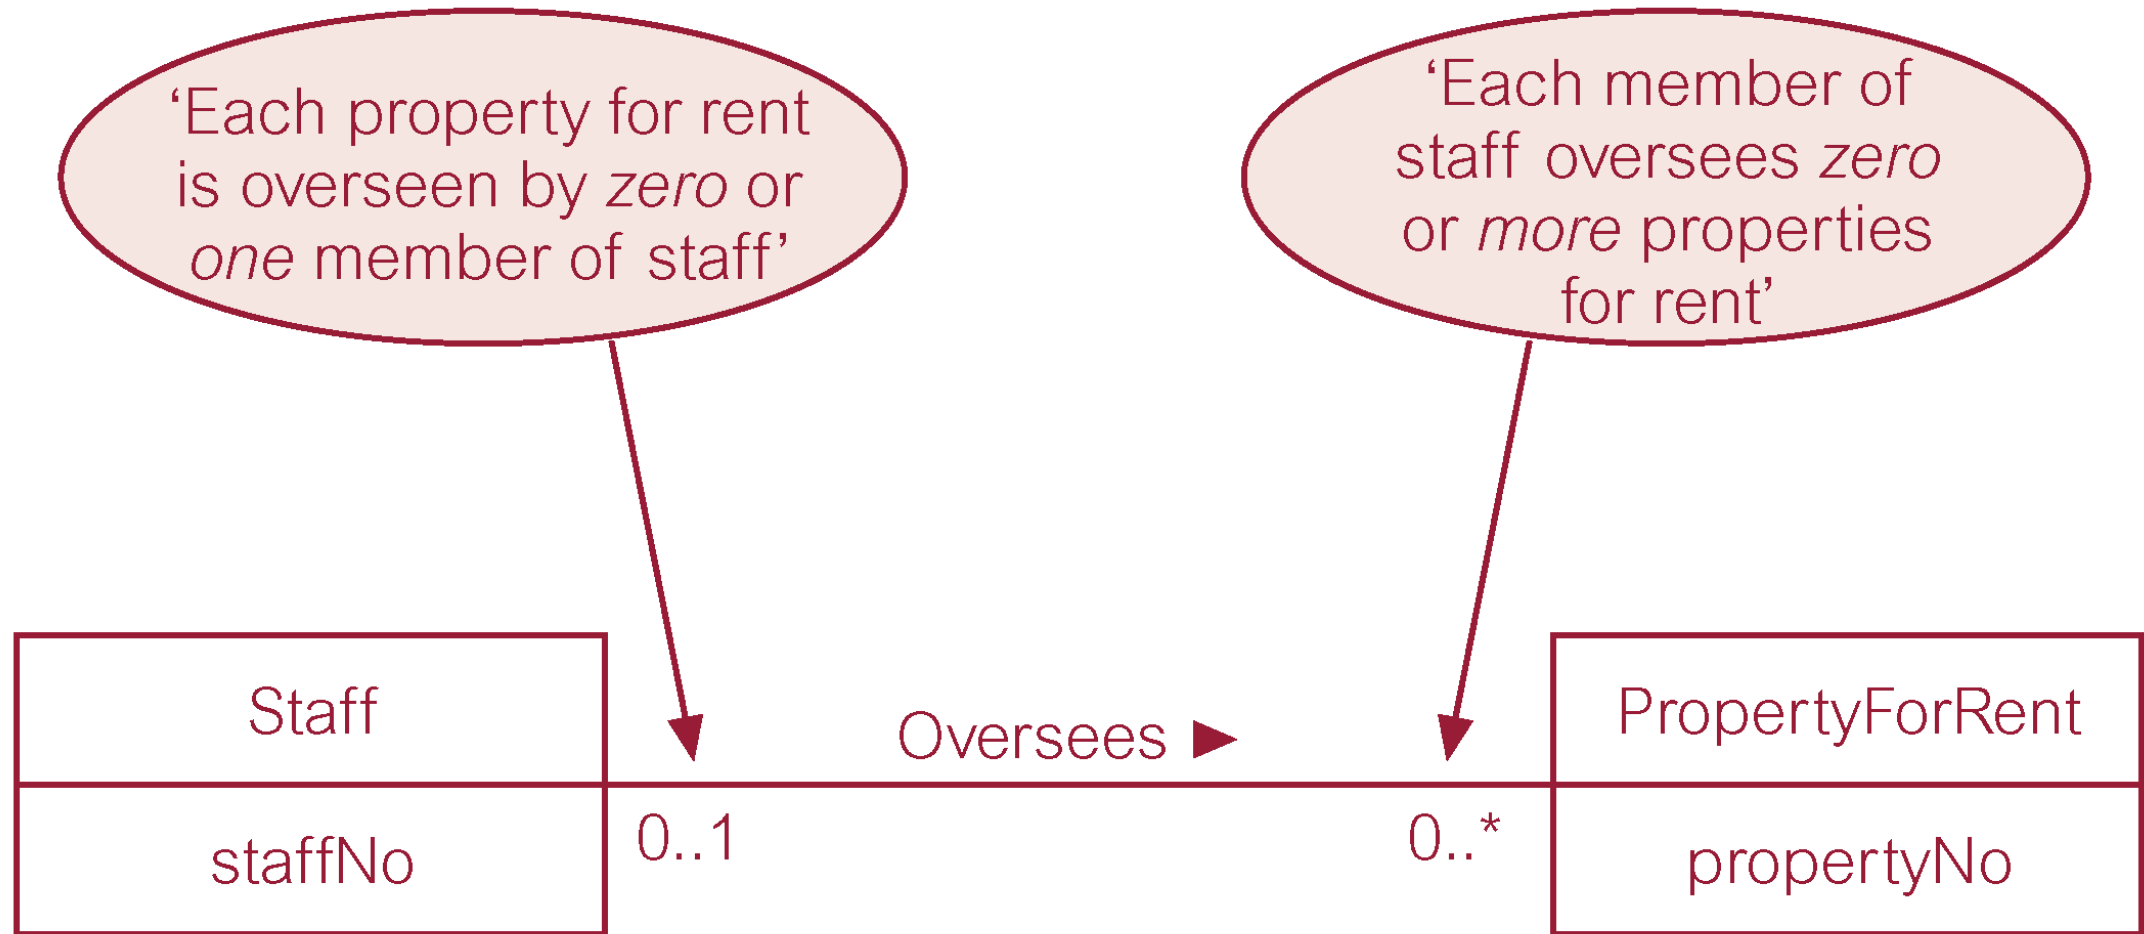 ‘Each property for rent
is overseen by zero or
one member of staff’
‘Each member of
staff oversees zero
or more properties
for rent’
Staff
staffNo
0..1
Oversees ►
0..*
PropertyForRent
propertyNo